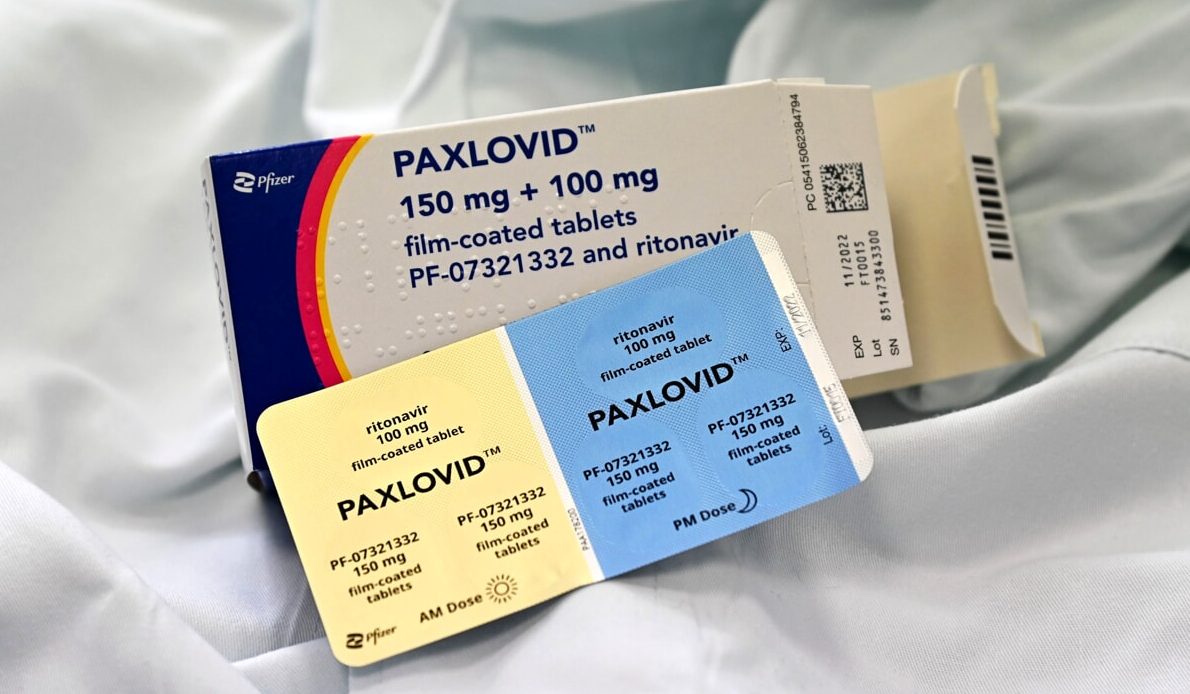 Pfizer
PAXLOVID™
150 mg + 100 mg
film-coated tablets
PF-07321332 and ritonavir
PC 05415062384794
EXP 11/2022
Lot FT0015
SN 851473843300
ritonavir
100 mg
film-coated tablet
PAXLOVID™
PF-07321332
150 mg
film-coated
tablets
PF-07321332
150 mg
film-coated
tablets
AM Dose
Pfizer
ritonavir
100 mg
film-coated tablet
PAXLOVID™
PF-07321332
150 mg
film-coated
tablets
PF-07321332
150 mg
film-coated
tablets
PM Dose
EXP: 11/2022
Lot: